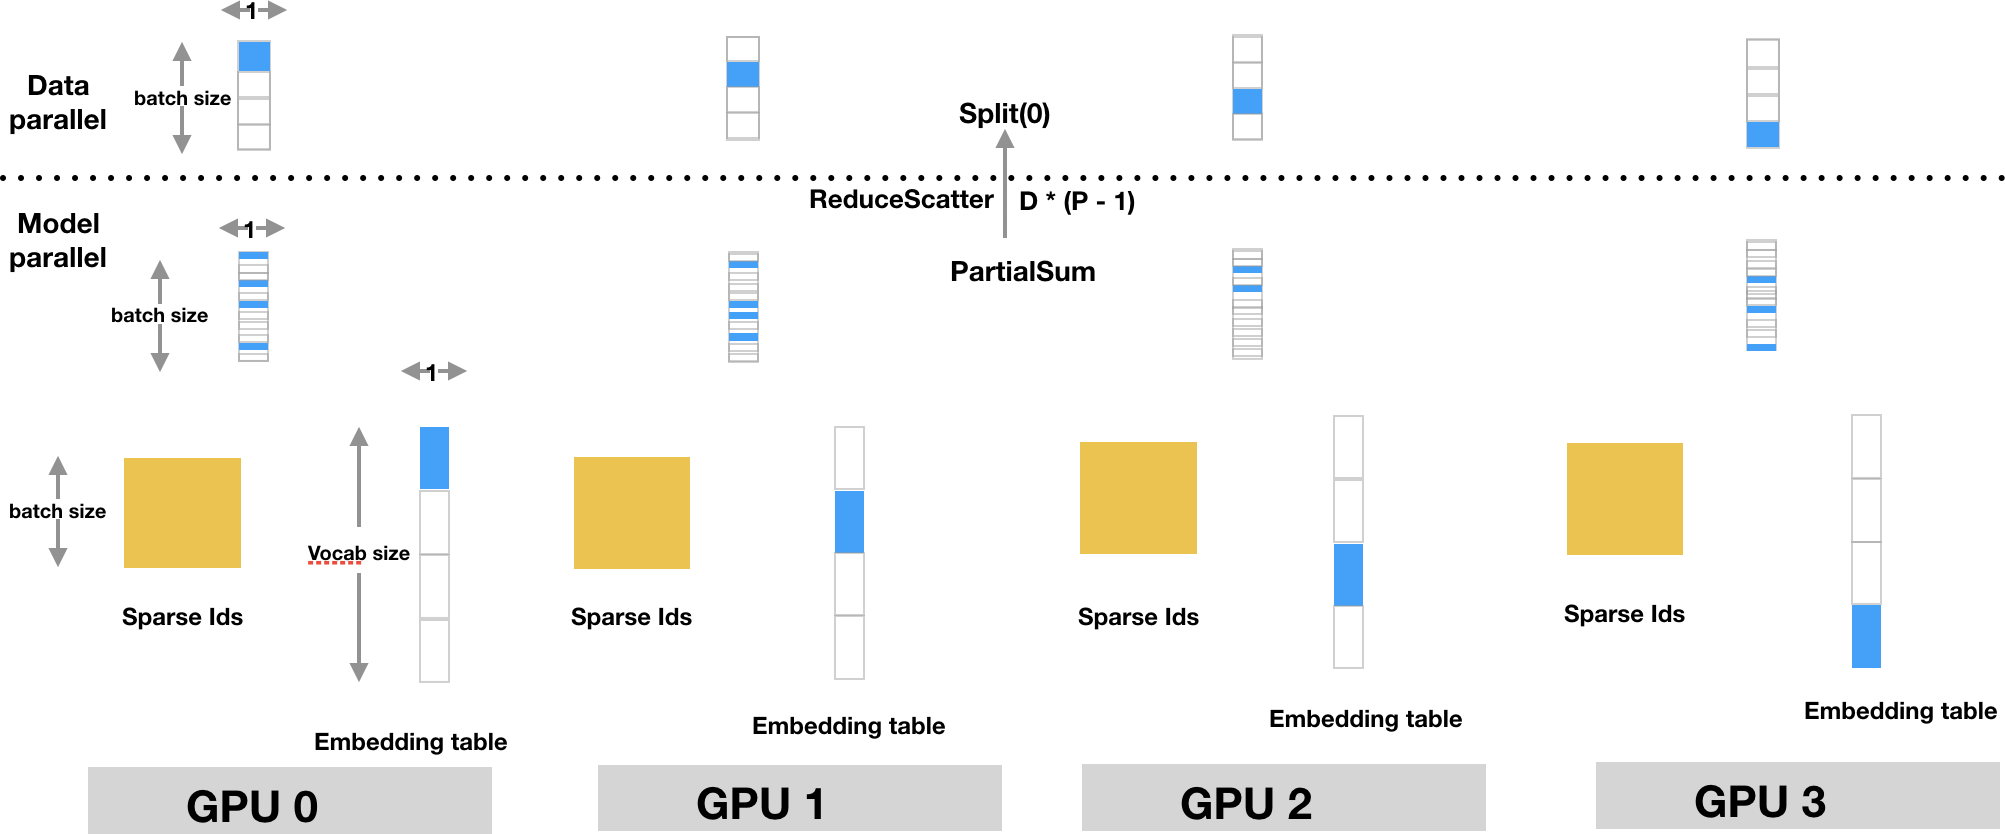 1
Data
parallel
batch size
Split(0)
ReduceScatter
D * (P - 1)
Model
parallel
1
batch size
PartialSum
1
batch size
Vocab size
Sparse Ids
Sparse Ids
Sparse Ids
Sparse Ids
Embedding table
Embedding table
Embedding table
Embedding table
GPU 0
GPU 1
GPU 2
GPU 3